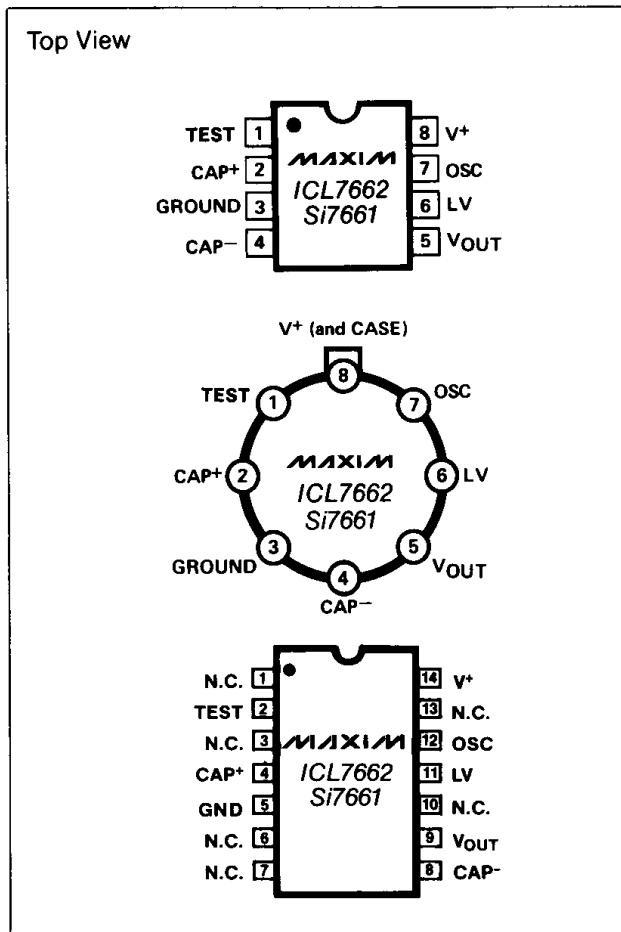 Top View
TEST 1 8 V+
CAP+ 2 MAXIM 7 OSC
GROUND 3 ICL7662 6 LV
CAP− 4 Si7661 5 VOUT
V+ (and CASE)
8
TEST 1 7 OSC
CAP+ 2 MAXIM 6 LV
ICL7662
Si7661
GROUND 3 5 VOUT
4
CAP−
N.C. 1 14 V+
TEST 2 13 N.C.
N.C. 3 MAXIM 12 OSC
CAP+ 4 ICL7662 11 LV
GND 5 Si7661 10 N.C.
N.C. 6 9 VOUT
N.C. 7 8 CAP-